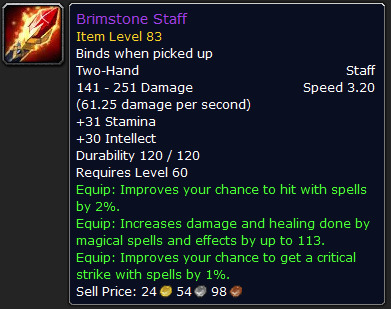 Brimstone Staff
Item Level 83
Binds when picked up
Two-Hand Staff
141 - 251 Damage Speed 3.20
(61.25 damage per second)
+31 Stamina
+30 Intellect
Durability 120 / 120
Requires Level 60
Equip: Improves your chance to hit with spells
by 2%.
Equip: Increases damage and healing done by
magical spells and effects by up to 113.
Equip: Improves your chance to get a critical
strike with spells by 1%.
Sell Price: 24 54 98